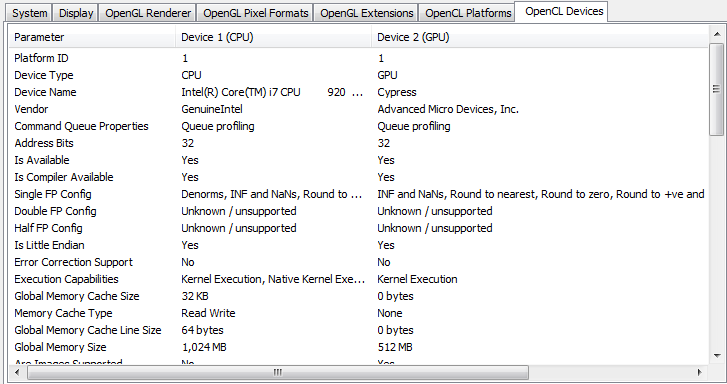 System Display OpenGL Renderer OpenGL Pixel Formats OpenGL Extensions OpenCL Platforms OpenCL Devices
Parameter Device 1 (CPU) Device 2 (GPU)
Platform ID 1 1
Device Type CPU GPU
Device Name Intel(R) Core(TM) i7 CPU 920 ... Cypress
Vendor GenuineIntel Advanced Micro Devices, Inc.
Command Queue Properties Queue profiling Queue profiling
Address Bits 32 32
Is Available Yes Yes
Is Compiler Available Yes Yes
Single FP Config Denorms, INF and NaNs, Round to ... INF and NaNs, Round to nearest, Round to zero, Round to +ve and
Double FP Config Unknown / unsupported Unknown / unsupported
Half FP Config Unknown / unsupported Unknown / unsupported
Is Little Endian Yes Yes
Error Correction Support No No
Execution Capabilities Kernel Execution, Native Kernel Exe... Kernel Execution
Global Memory Cache Size 32 KB 0 bytes
Memory Cache Type Read Write None
Global Memory Cache Line Size 64 bytes 0 bytes
Global Memory Size 1,024 MB 512 MB
Are Images Supported No Yes